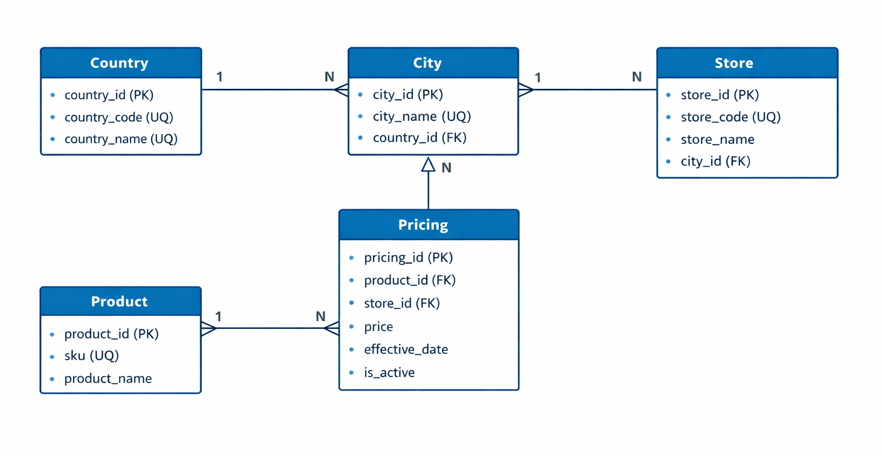 Country
country_id (PK)
country_code (UQ)
country_name (UQ)
1
N
City
city_id (PK)
city_name (UQ)
country_id (FK)
1
N
Store
store_id (PK)
store_code (UQ)
store_name
city_id (FK)
N
Pricing
pricing_id (PK)
product_id (FK)
store_id (FK)
price
effective_date
is_active
Product
product_id (PK)
sku (UQ)
product_name
1
N